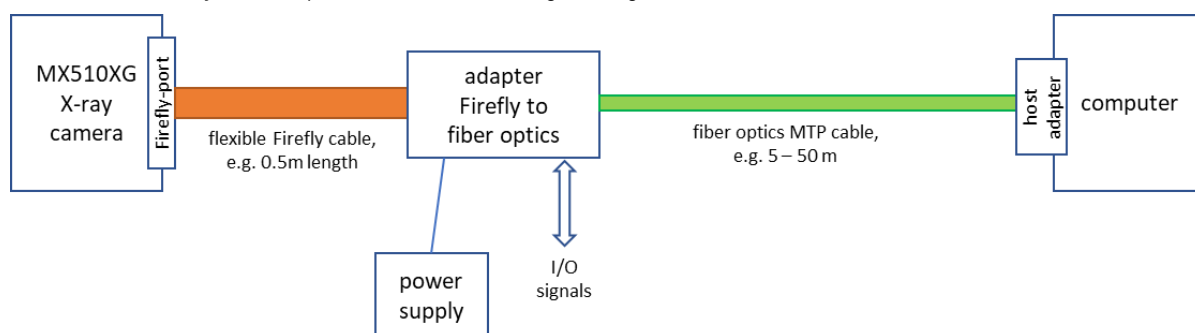 MX510XG
X-ray
camera
Firefly-port
flexible Firefly cable,
e.g. 0.5m length
adapter
Firefly to
fiber optics
fiber optics MTP cable,
e.g. 5 – 50 m
host
adapter
computer
power
supply
I/O
signals